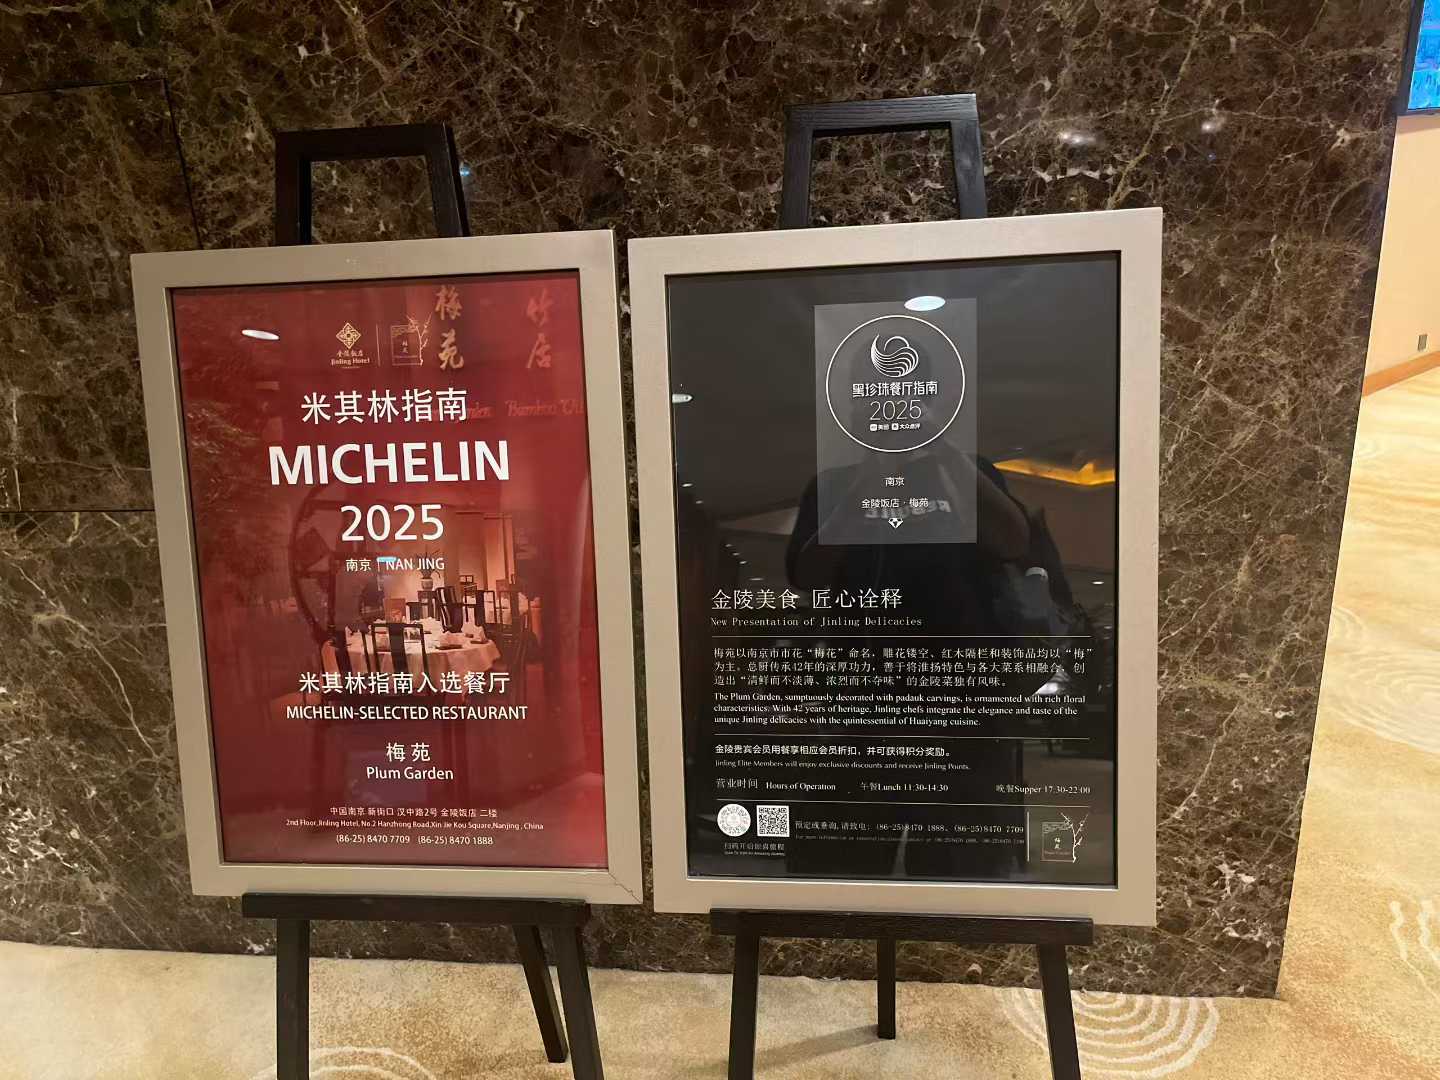 金陵飯店
Jinling Hotel
梅苑
梅苑
竹居
米其林指南
MICHELIN
2025
南京 | NAN JING
米其林指南入选餐厅
MICHELIN-SELECTED RESTAURANT
梅苑
Plum Garden
中国南京 新街口 汉中路2号 金陵饭店 二楼
2nd Floor,Jinling Hotel, No.2 Hanzhong Road,Xin Jie Kou Square,Nanjing , China
(86-25) 8470 7709 (86-25) 8470 1888
黑珍珠餐厅指南
2025
美团 大众点评
南京
金陵饭店·梅苑
金陵美食 匠心诠释
New Presentation of Jinling Delicacies
梅苑以南京市市花“梅花”命名，雕花镂空、红木隔栏和装饰品均以“梅”
为主。总厨传承42年的深厚功力，善于将淮扬特色与各大菜系相融合，创
造出“清鲜而不淡薄、浓烈而不夺味”的金陵菜独有风味。
The Plum Garden, sumptuously decorated with padauk carvings, is ornamented with rich floral
characteristics. With 42 years of heritage, Jinling chefs integrate the elegance and taste of the
unique Jinling delicacies with the quintessential of Huaiyang cuisine.
金陵贵宾会员用餐享相应会员折扣，并可获得积分奖励。
Jinling Elite Members will enjoy exclusive discounts and receive Jinling Points.
营业时间 Hours of Operation 午餐Lunch 11:30-14:30 晚餐Supper 17:30-22:00
预定或垂询, 请致电: (86-25)8470 1888、(86-25)8470 7709
扫码开启惊喜旅程
梅苑